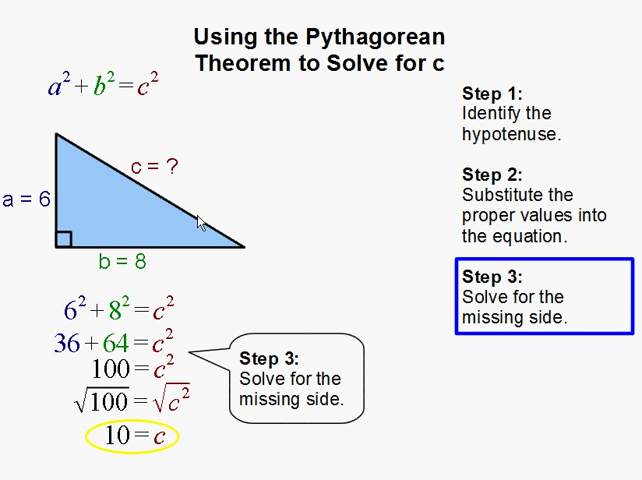 Using the Pythagorean
Theorem to Solve for c
a² + b² = c²
Step 1:
Identify the
hypotenuse.
Step 2:
Substitute the
proper values into
the equation.
Step 3:
Solve for the
missing side.
c = ?
a = 6
b = 8
6² + 8² = c²
36 + 64 = c²
100 = c²
√100 = √c²
10 = c
Step 3:
Solve for the
missing side.